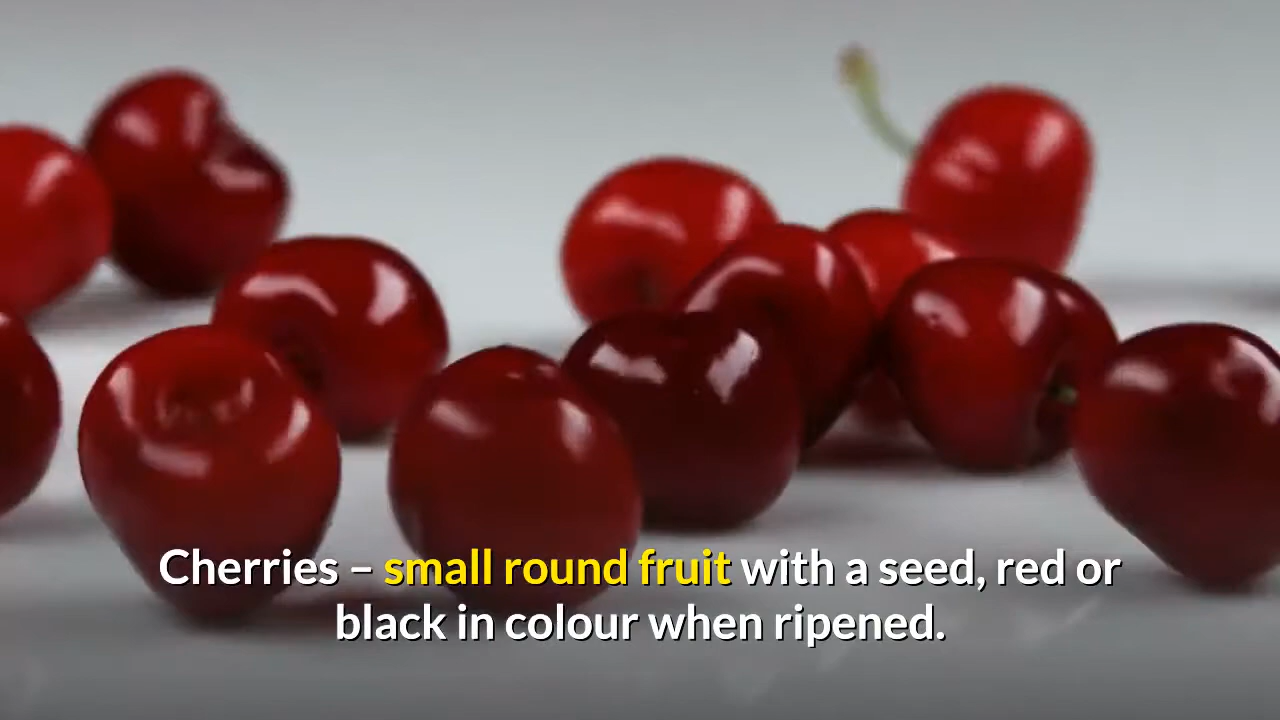 Cherries – small round fruit with a seed, red or
black in colour when ripened.